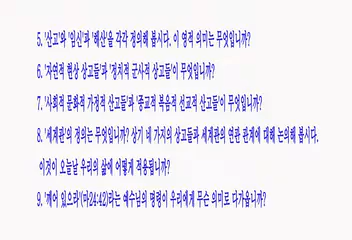 5. '산고'와 '임신'과 '해산'을 각각 정의해 봅시다. 이 영적 의미는 무엇입니까?
6. '자연적 현상 상고들'과 '정치적 군사적 상고들'이 무엇입니까?
7. '사회적 문화적 가정적 산고들'과 '종교적 복음적 선교적 산고들'이 무엇입니까?
8. '세계관'의 정의는 무엇입니까? 상기 네 가지의 상고들과 세계관의 연관 관계에 대해 논의해 봅시다.
이것이 오늘날 우리의 삶에 어떻게 적용됩니까?
9. '깨어 있으라'(마24:42)라는 예수님의 명령이 우리에게 무슨 의미로 다가옵니까?